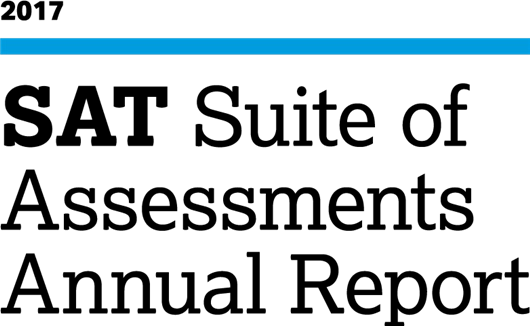 2017
SAT Suite of
Assessments
Annual Report